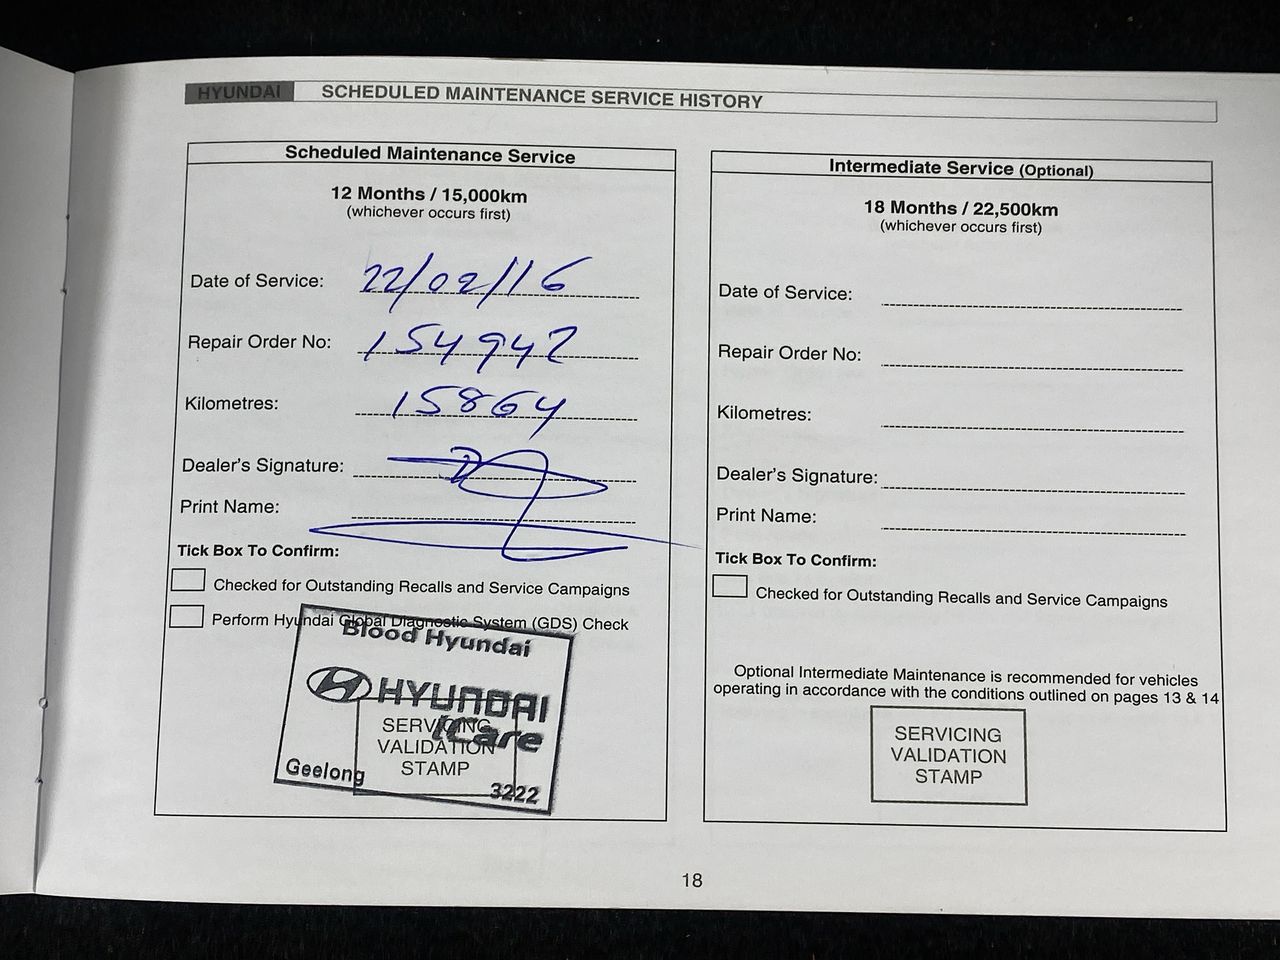 HYUNDAI SCHEDULED MAINTENANCE SERVICE HISTORY
Scheduled Maintenance Service
12 Months / 15,000km
(whichever occurs first)
Date of Service: 22/02/16
Repair Order No: 154942
Kilometres: 15864
Dealer's Signature:
Print Name:
Tick Box To Confirm:
Checked for Outstanding Recalls and Service Campaigns
Perform Hyundai Global Diagnostic System (GDS) Check
Blood Hyundai
HYUNDAI
iCare
SERVICING
VALIDATION
STAMP
Geelong
3222
Intermediate Service (Optional)
18 Months / 22,500km
(whichever occurs first)
Date of Service:
Repair Order No:
Kilometres:
Dealer's Signature:
Print Name:
Tick Box To Confirm:
Checked for Outstanding Recalls and Service Campaigns
Optional Intermediate Maintenance is recommended for vehicles
operating in accordance with the conditions outlined on pages 13 & 14
SERVICING
VALIDATION
STAMP
18